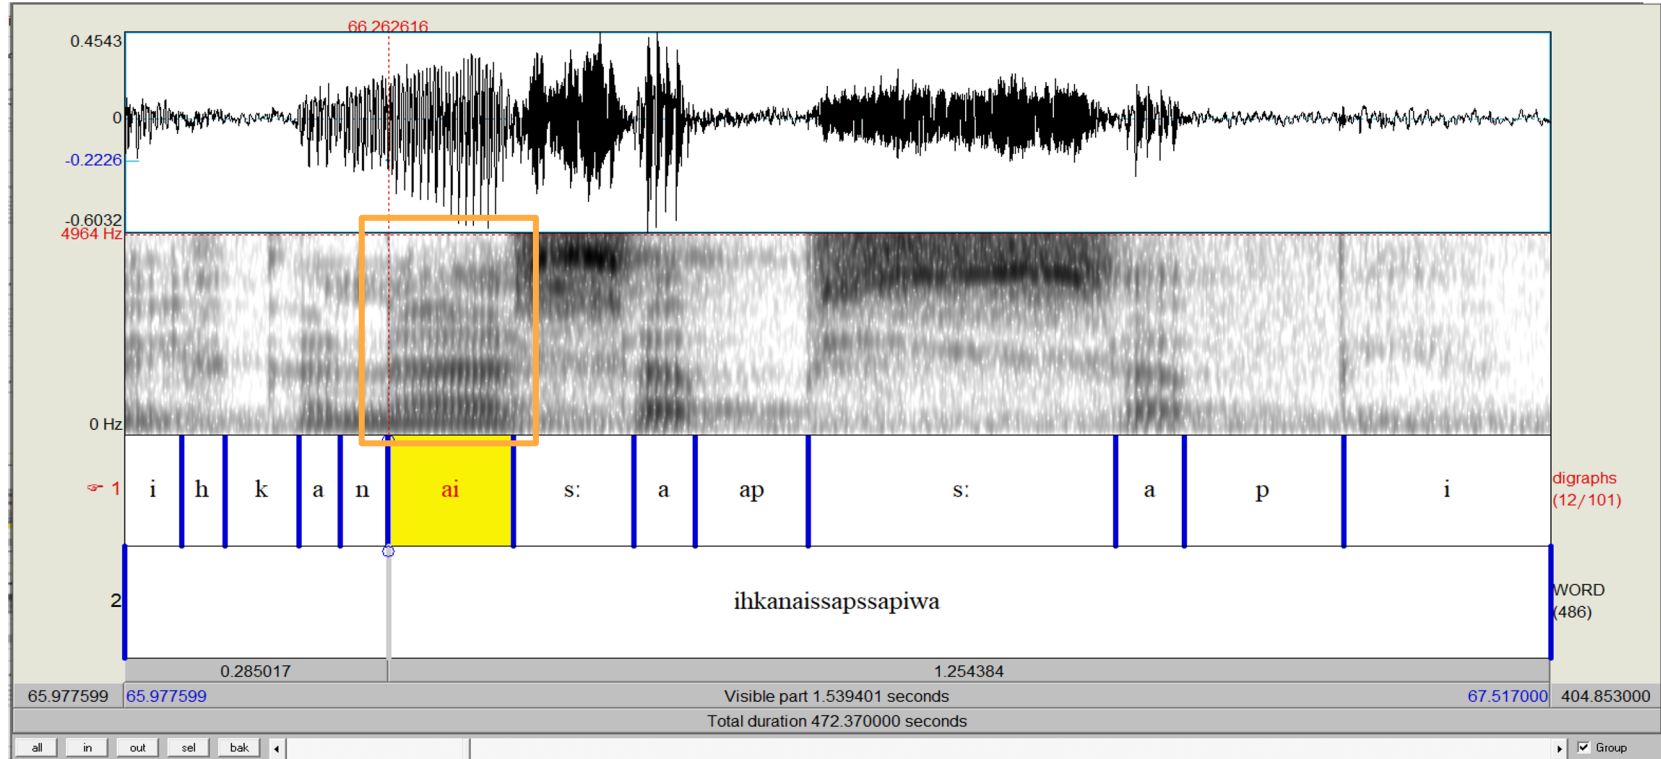 66.262616
0.4543
0
-0.2226
-0.6032
4964 Hz
0 Hz
☞ 1 i h k a n ai s: a ap s: a p i digraphs
(12/101)
2 ihkanaissapssapiwa WORD
(486)
0.285017 1.254384
65.977599 65.977599 Visible part 1.539401 seconds 67.517000 404.853000
Total duration 472.370000 seconds
all in out sel bak Group